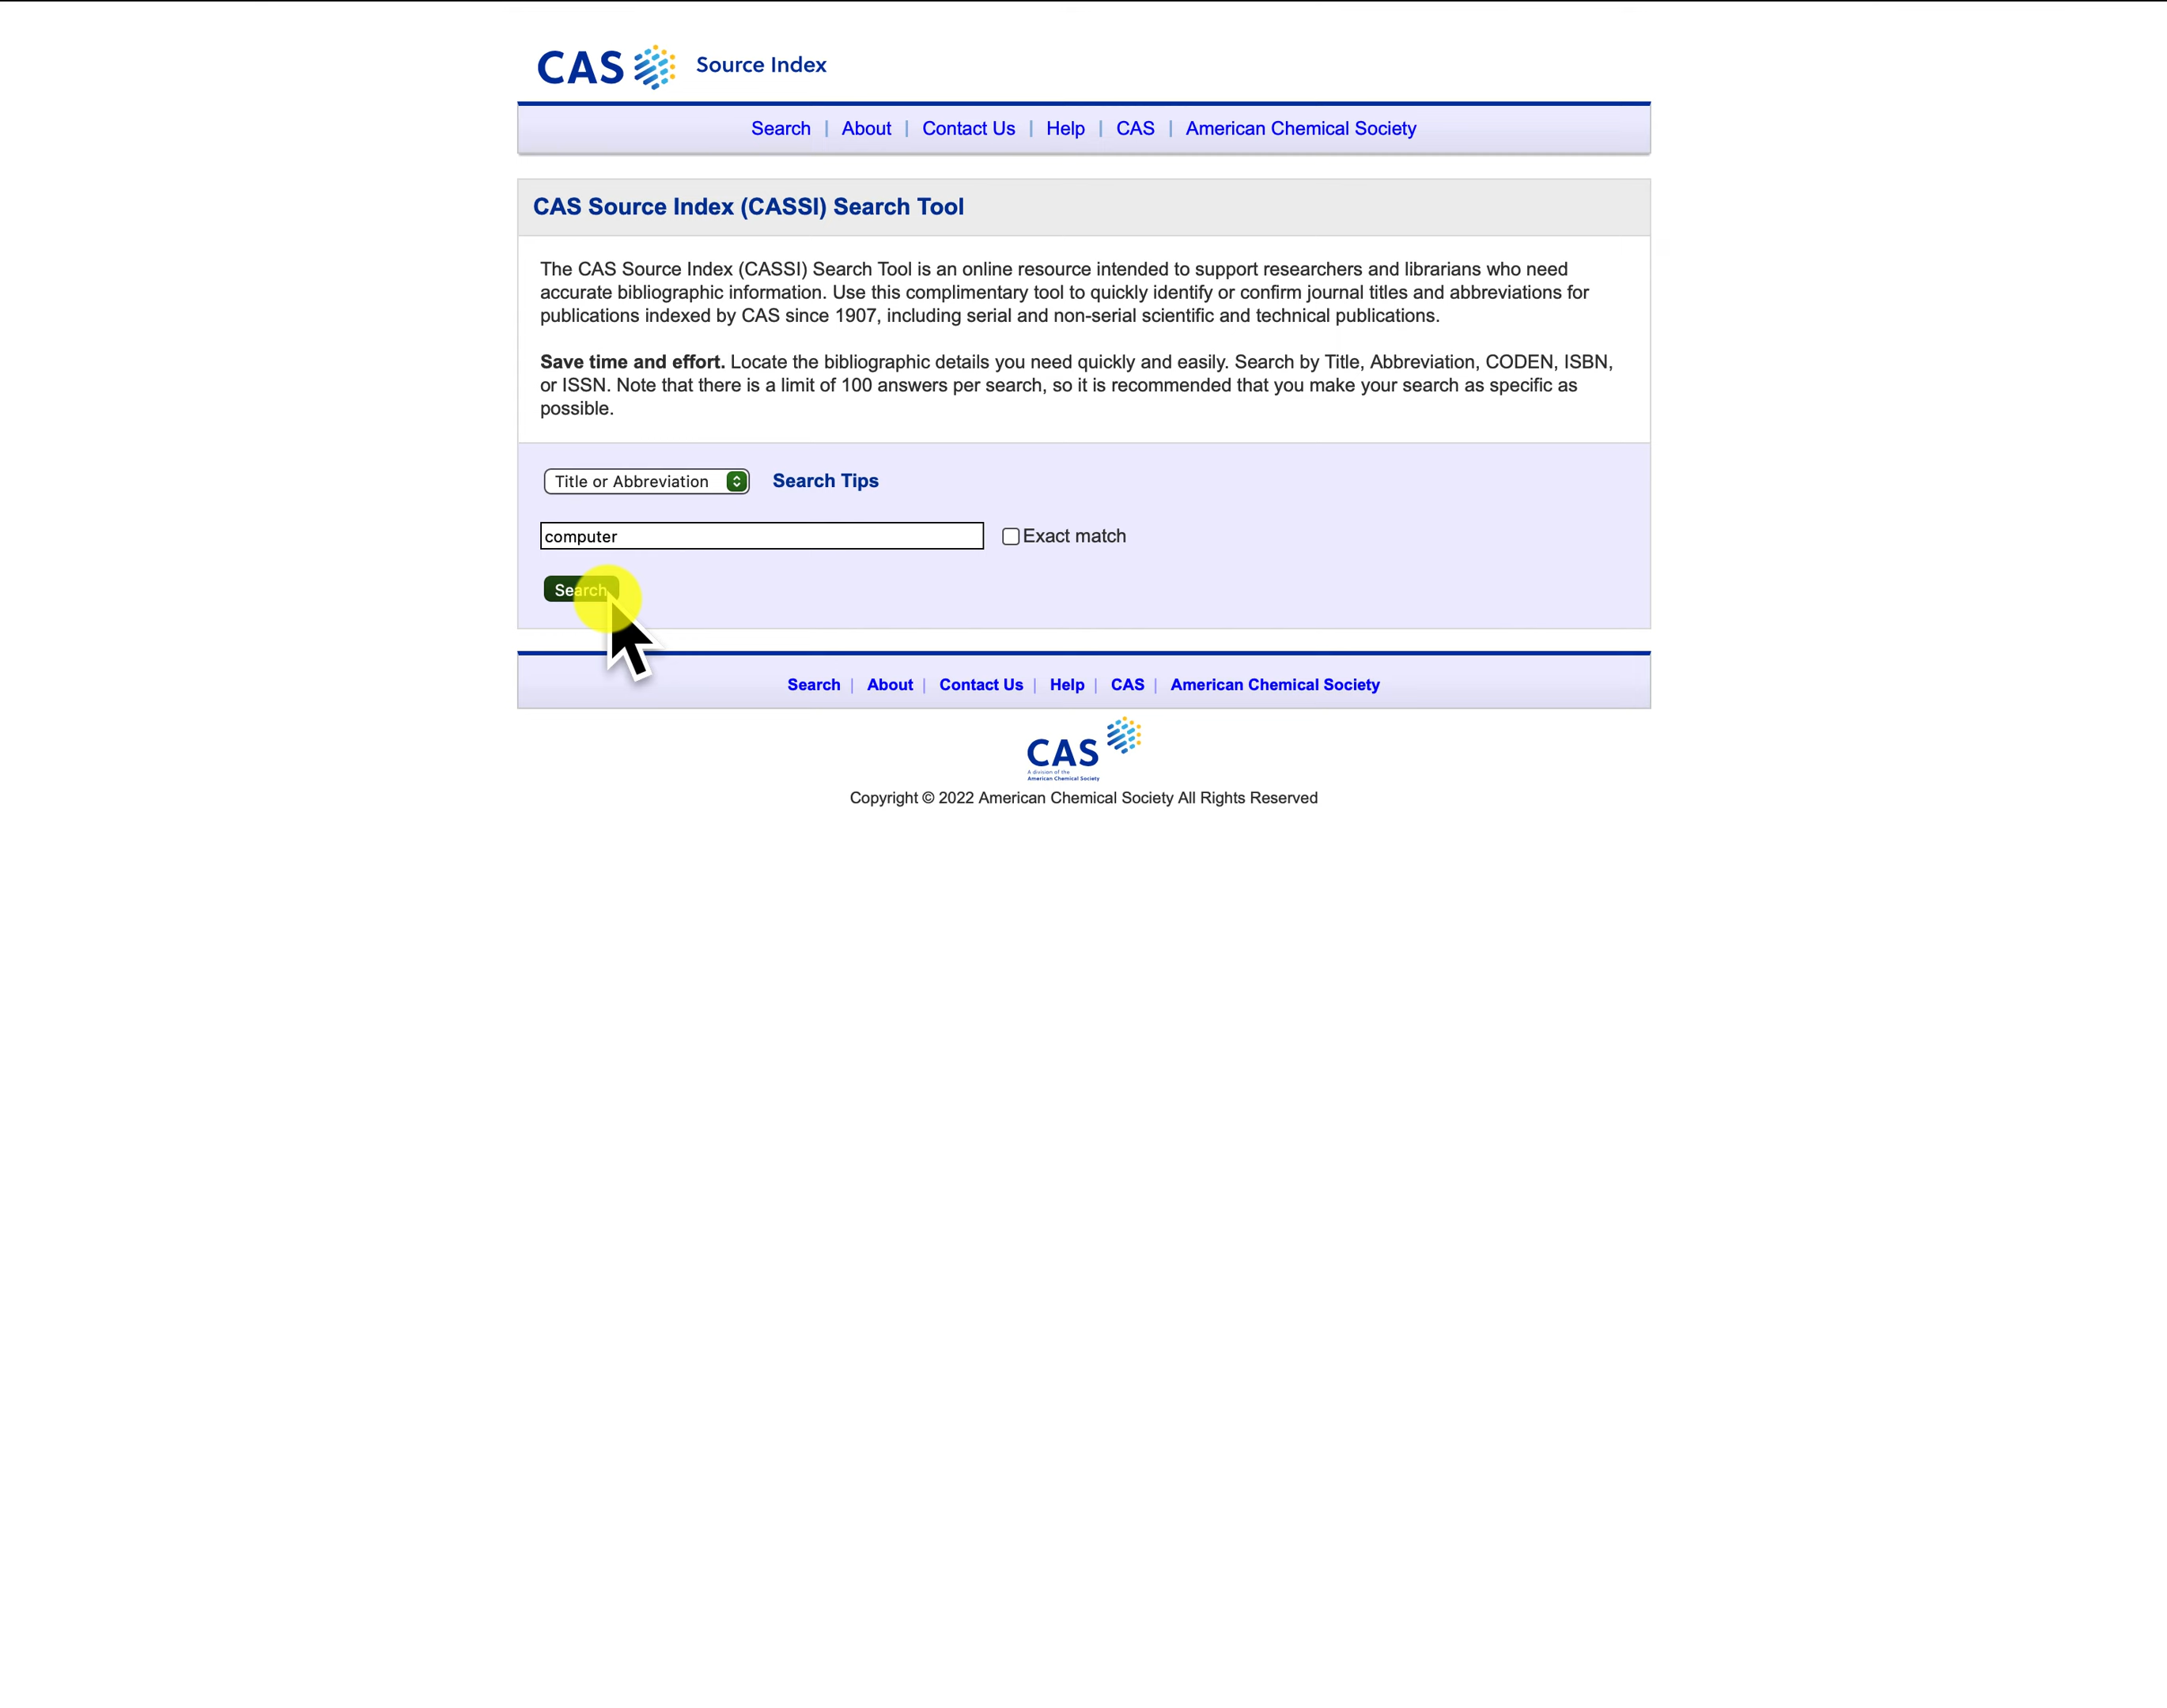 CAS Source Index
Search | About | Contact Us | Help | CAS | American Chemical Society
CAS Source Index (CASSI) Search Tool
The CAS Source Index (CASSI) Search Tool is an online resource intended to support researchers and librarians who need
accurate bibliographic information. Use this complimentary tool to quickly identify or confirm journal titles and abbreviations for
publications indexed by CAS since 1907, including serial and non-serial scientific and technical publications.
Save time and effort. Locate the bibliographic details you need quickly and easily. Search by Title, Abbreviation, CODEN, ISBN,
or ISSN. Note that there is a limit of 100 answers per search, so it is recommended that you make your search as specific as
possible.
Title or Abbreviation Search Tips
computer Exact match
Search
Search | About | Contact Us | Help | CAS | American Chemical Society
CAS
A division of the
American Chemical Society
Copyright © 2022 American Chemical Society All Rights Reserved